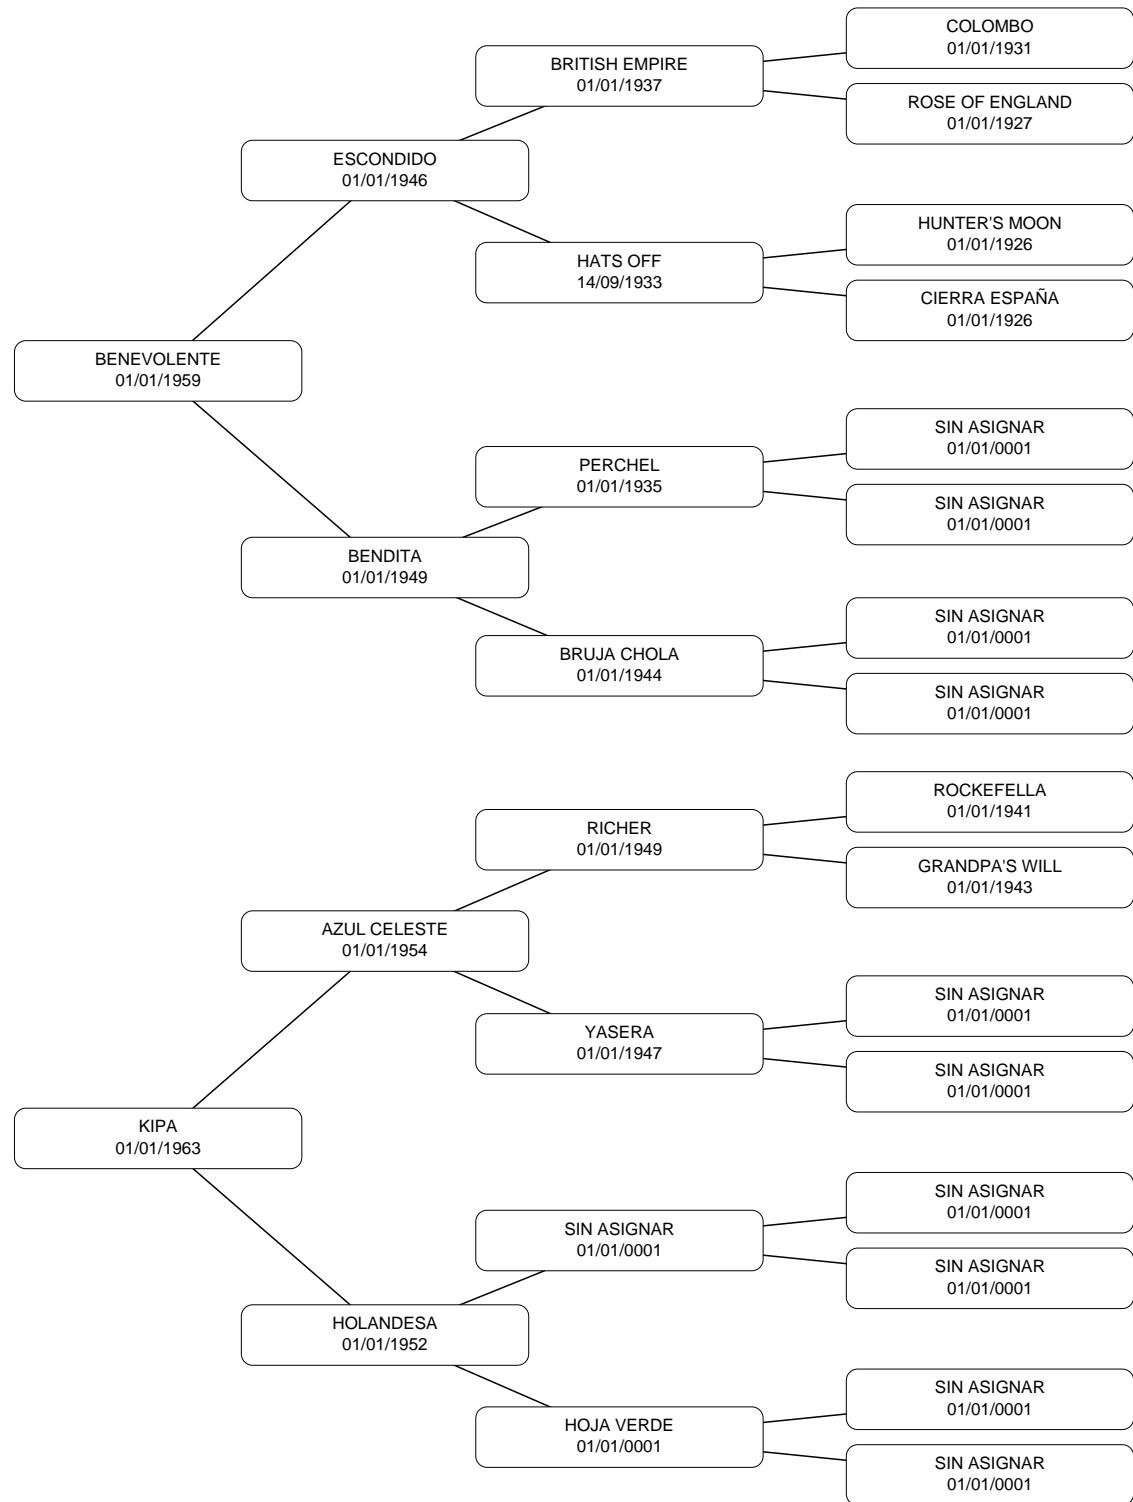 COLOMBO
01/01/1931
BRITISH EMPIRE
01/01/1937
ROSE OF ENGLAND
01/01/1927
ESCONDIDO
01/01/1946
HUNTER'S MOON
01/01/1926
HATS OFF
14/09/1933
CIERRA ESPAÑA
01/01/1926
BENEVOLENTE
01/01/1959
SIN ASIGNAR
01/01/0001
PERCHEL
01/01/1935
SIN ASIGNAR
01/01/0001
BENDITA
01/01/1949
SIN ASIGNAR
01/01/0001
BRUJA CHOLA
01/01/1944
SIN ASIGNAR
01/01/0001
ROCKEFELLA
01/01/1941
RICHER
01/01/1949
GRANDPA'S WILL
01/01/1943
AZUL CELESTE
01/01/1954
SIN ASIGNAR
01/01/0001
YASERA
01/01/1947
SIN ASIGNAR
01/01/0001
KIPA
01/01/1963
SIN ASIGNAR
01/01/0001
SIN ASIGNAR
01/01/0001
SIN ASIGNAR
01/01/0001
HOLANDESA
01/01/1952
SIN ASIGNAR
01/01/0001
HOJA VERDE
01/01/0001
SIN ASIGNAR
01/01/0001